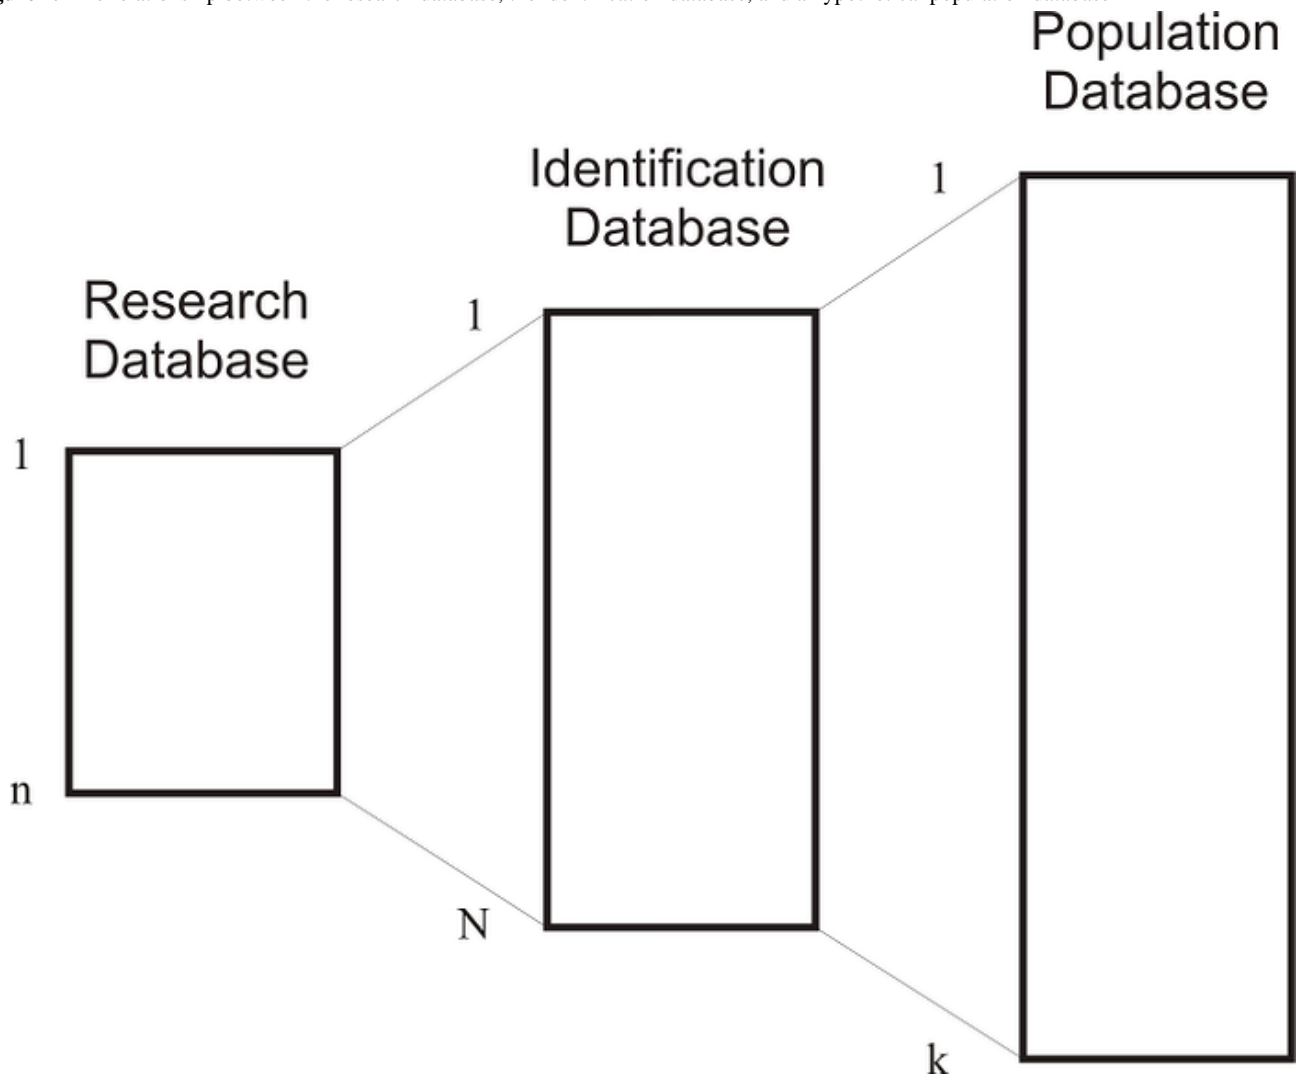 Population
Database
Identification
Database
1
Research
Database
1
1
n
N
k